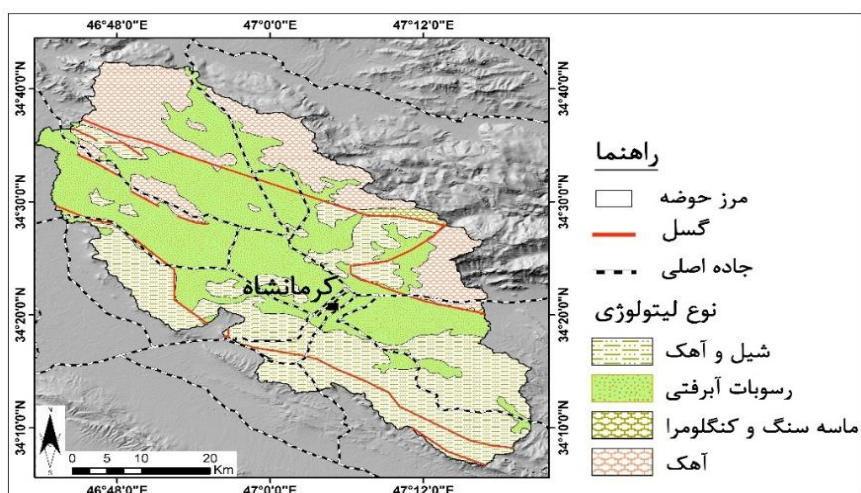 46°48'0"E 47°0'0"E 47°12'0"E
34°40'0"N 34°40'0"N
34°30'0"N 34°30'0"N
34°20'0"N 34°20'0"N
34°10'0"N 34°10'0"N
کرمانشاه
N
S
0 5 10 20
Km
46°48'0"E 47°0'0"E 47°12'0"E
راهنما
مرز حوضه
گسل
جاده اصلی
نوع لیتولوژی
شیل و آهک
رسوبات آبرفتی
ماسه سنگ و کنگلومرا
آهک